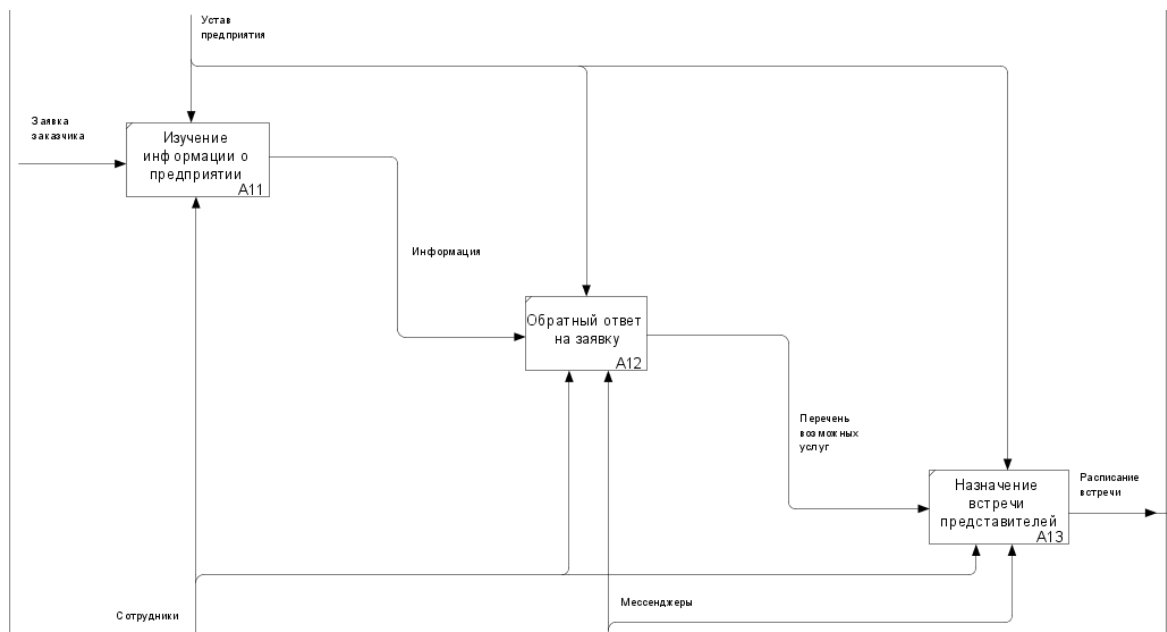 Устав
предприятия
Заявка
заказчика
Изучение
информации о
предприятии
A11
Информация
Обратный ответ
на заявку
A12
Перечень
возможных
услуг
Назначение
встречи
представителей
A13
Расписание
встречи
Сотрудники
Мессенджеры